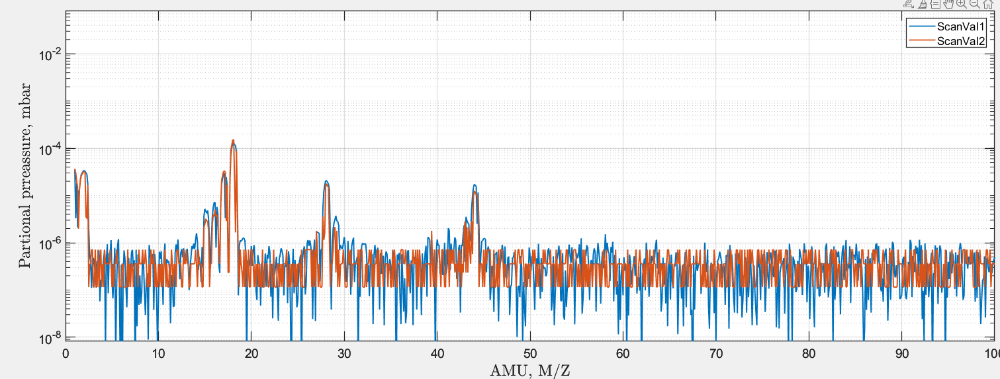 ScanVal1
ScanVal2
10-2
10-4
10-6
10-8
Partional prreassure, mbar
0 10 20 30 40 50 60 70 80 90 100
AMU, M/Z